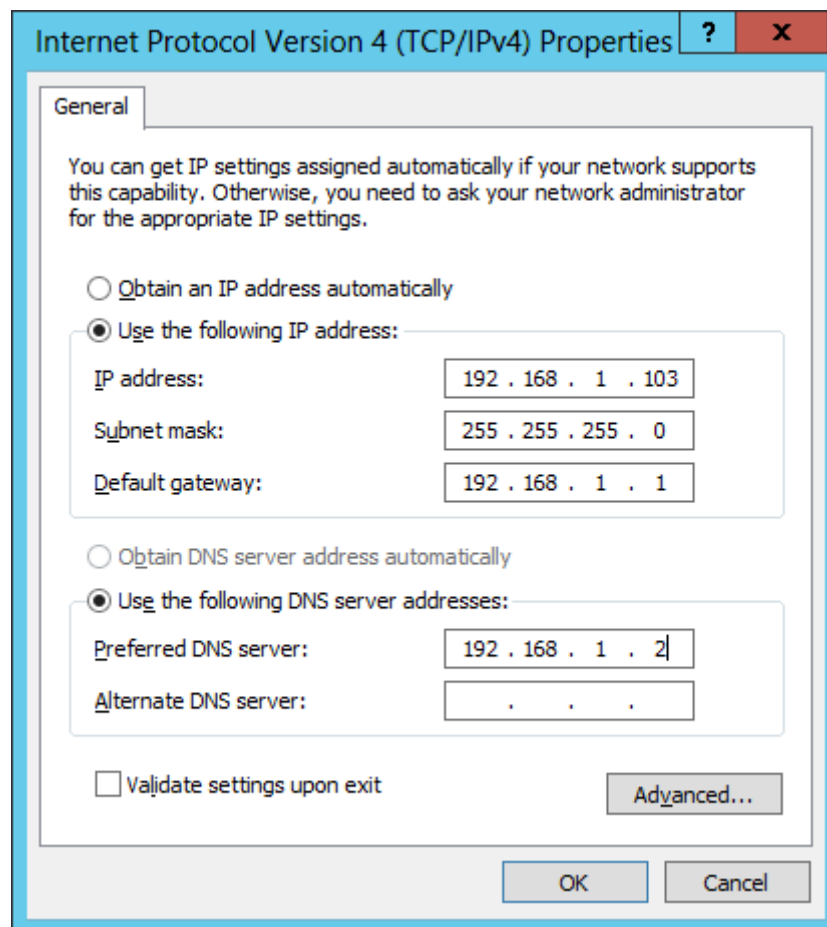 Internet Protocol Version 4 (TCP/IPv4) Properties ? x
General
You can get IP settings assigned automatically if your network supports
this capability. Otherwise, you need to ask your network administrator
for the appropriate IP settings.
Obtain an IP address automatically
Use the following IP address:
IP address: 192 . 168 . 1 . 103
Subnet mask: 255 . 255 . 255 . 0
Default gateway: 192 . 168 . 1 . 1
Obtain DNS server address automatically
Use the following DNS server addresses:
Preferred DNS server: 192 . 168 . 1 . 2
Alternate DNS server: . . .
Validate settings upon exit
Advanced...
OK Cancel